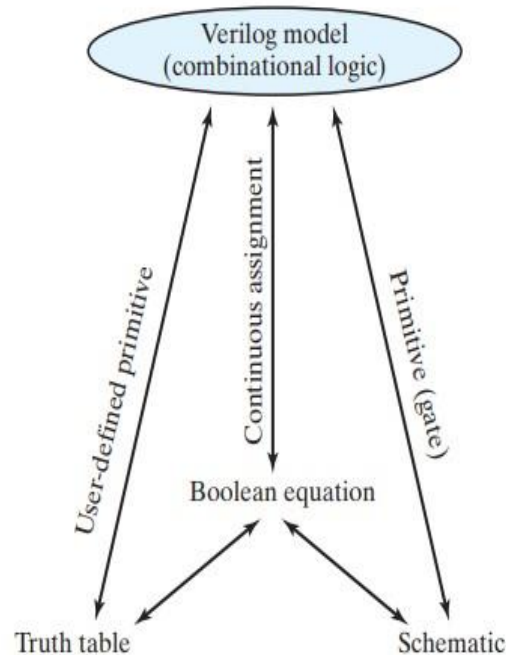 Verilog model
(combinational logic)
User-defined primitive
Continuous assignment
Primitive (gate)
Boolean equation
Truth table
Schematic